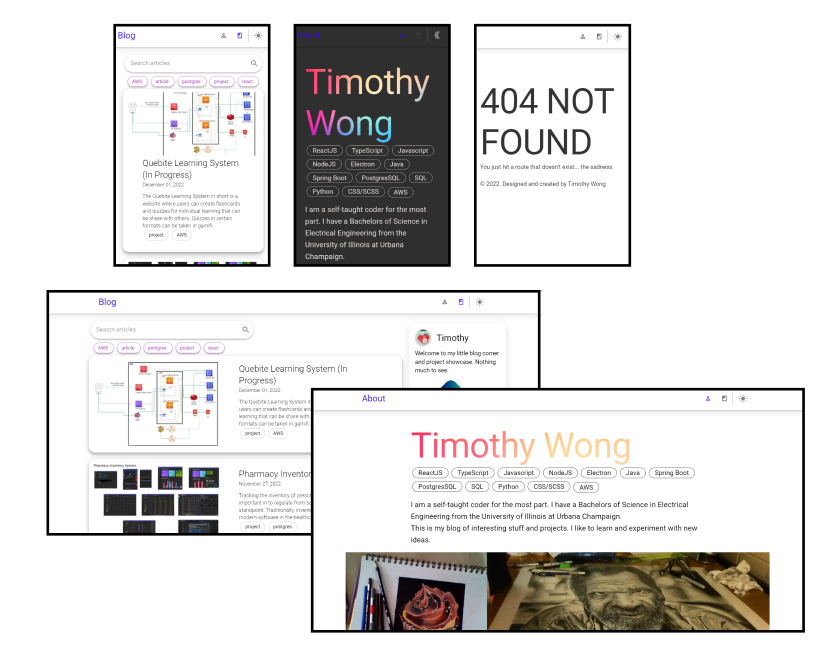 Blog
Search articles
AWS
article
postgres
project
react
Quebite Learning System
(In Progress)
December 01, 2022
The Quebite Learning System in short is a
website where users can create flashcards
and quizzes for individual learning that can
be share with others. Quizzes in certain
formats can be taken in gamifi...
project
AWS
Timothy
Wong
ReactJS
TypeScript
Javascript
NodeJS
Electron
Java
Spring Boot
PostgresSQL
SQL
Python
CSS/SCSS
AWS
I am a self-taught coder for the most
part. I have a Bachelors of Science in
Electrical Engineering from the
University of Illinois at Urbana
Champaign.
404 NOT
FOUND
You just hit a route that doesn't exist... the sadness.
© 2022. Designed and created by Timothy Wong
Blog
Search articles
AWS
article
postgres
project
react
Quebite Learning System (In
Progress)
December 01, 2022
The Quebite Learning System in
users can create flashcards and
learning that can be share with
formats can be taken in gamifi...
project
AWS
Pharmacy Inventory System
Pharmacy Inventor
November 27, 2022
Tracking the inventory of presc
important in to regulate from bo
standpoint. Traditionally, invent
modern software in the healthc
project
postgres
Timothy
Welcome to my little blog corner
and project showcase. Nothing
much to see.
About
Timothy Wong
ReactJS
TypeScript
Javascript
NodeJS
Electron
Java
Spring Boot
PostgresSQL
SQL
Python
CSS/SCSS
AWS
I am a self-taught coder for the most part. I have a Bachelors of Science in Electrical
Engineering from the University of Illinois at Urbana Champaign.
This is my blog of interesting stuff and projects. I like to learn and experiment with new
ideas.